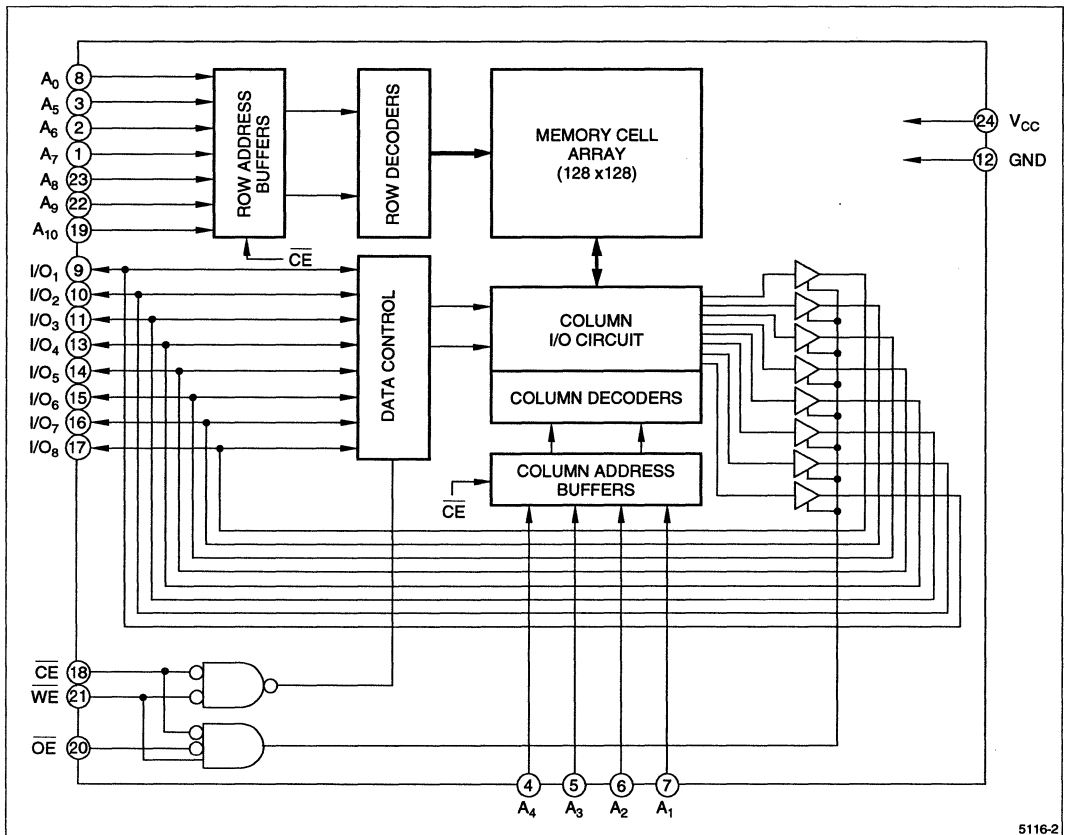 A0 8
A5 3
A6 2
A7 1
A8 23
A9 22
A10 19
ROW ADDRESS
BUFFERS
CE
ROW DECODERS
MEMORY CELL
ARRAY
(128 x128)
24 VCC
12 GND
I/O1 9
I/O2 10
I/O3 11
I/O4 13
I/O5 14
I/O6 15
I/O7 16
I/O8 17
DATA CONTROL
COLUMN
I/O CIRCUIT
COLUMN DECODERS
COLUMN ADDRESS
BUFFERS
CE
CE 18
WE 21
OE 20
4 5 6 7
A4 A3 A2 A1
5116-2